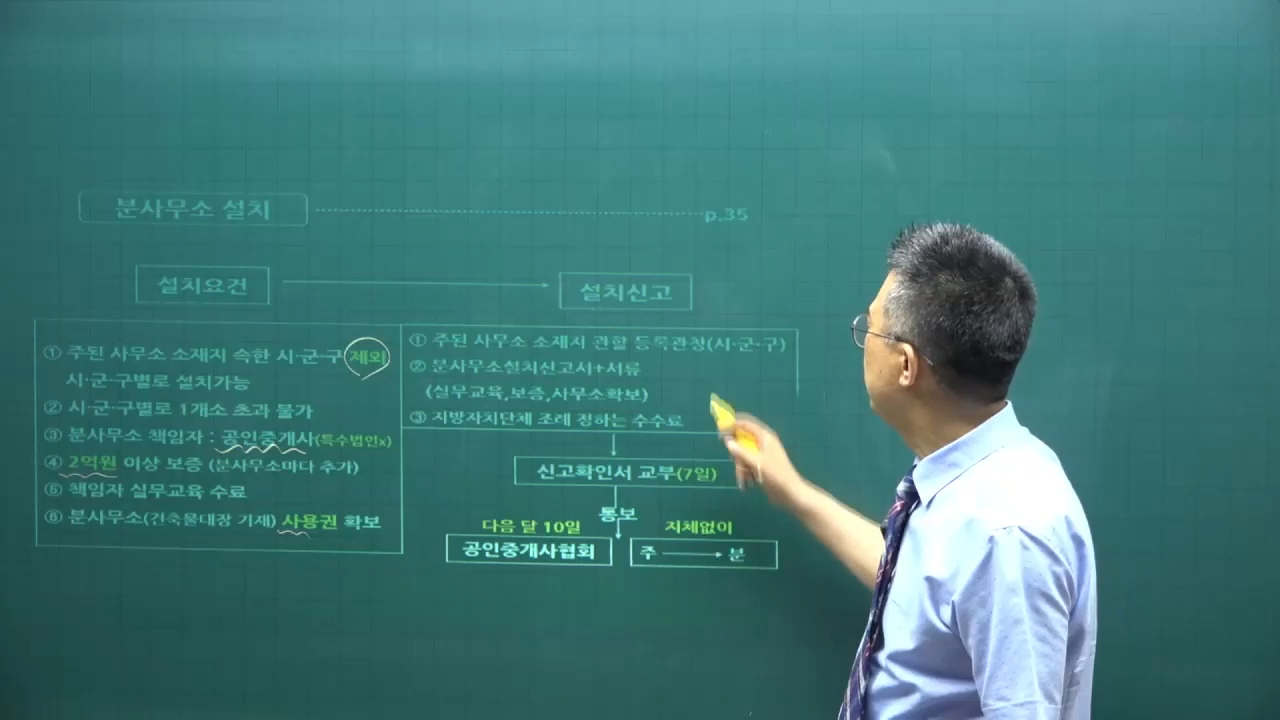 분사무소 설치 p.35
설치요건
설치신고
① 주된 사무소 소재지 속한 시·군·구 제외
시·군·구별로 설치가능
② 시·군·구별로 1개소 초과 불가
③ 분사무소 책임자 : 공인중개사(특수법인x)
④ 2억원 이상 보증 (분사무소마다 추가)
⑤ 책임자 실무교육 수료
⑥ 분사무소(건축물대장 기재) 사용권 확보
① 주된 사무소 소재지 관할 등록관청(시·군·구)
② 분사무소설치신고서+서류
(실무교육,보증,사무소확보)
③ 지방자치단체 조례 정하는 수수료
신고확인서 교부(7일)
통보
다음 달 10일
지체없이
공인중개사협회
주 → 분